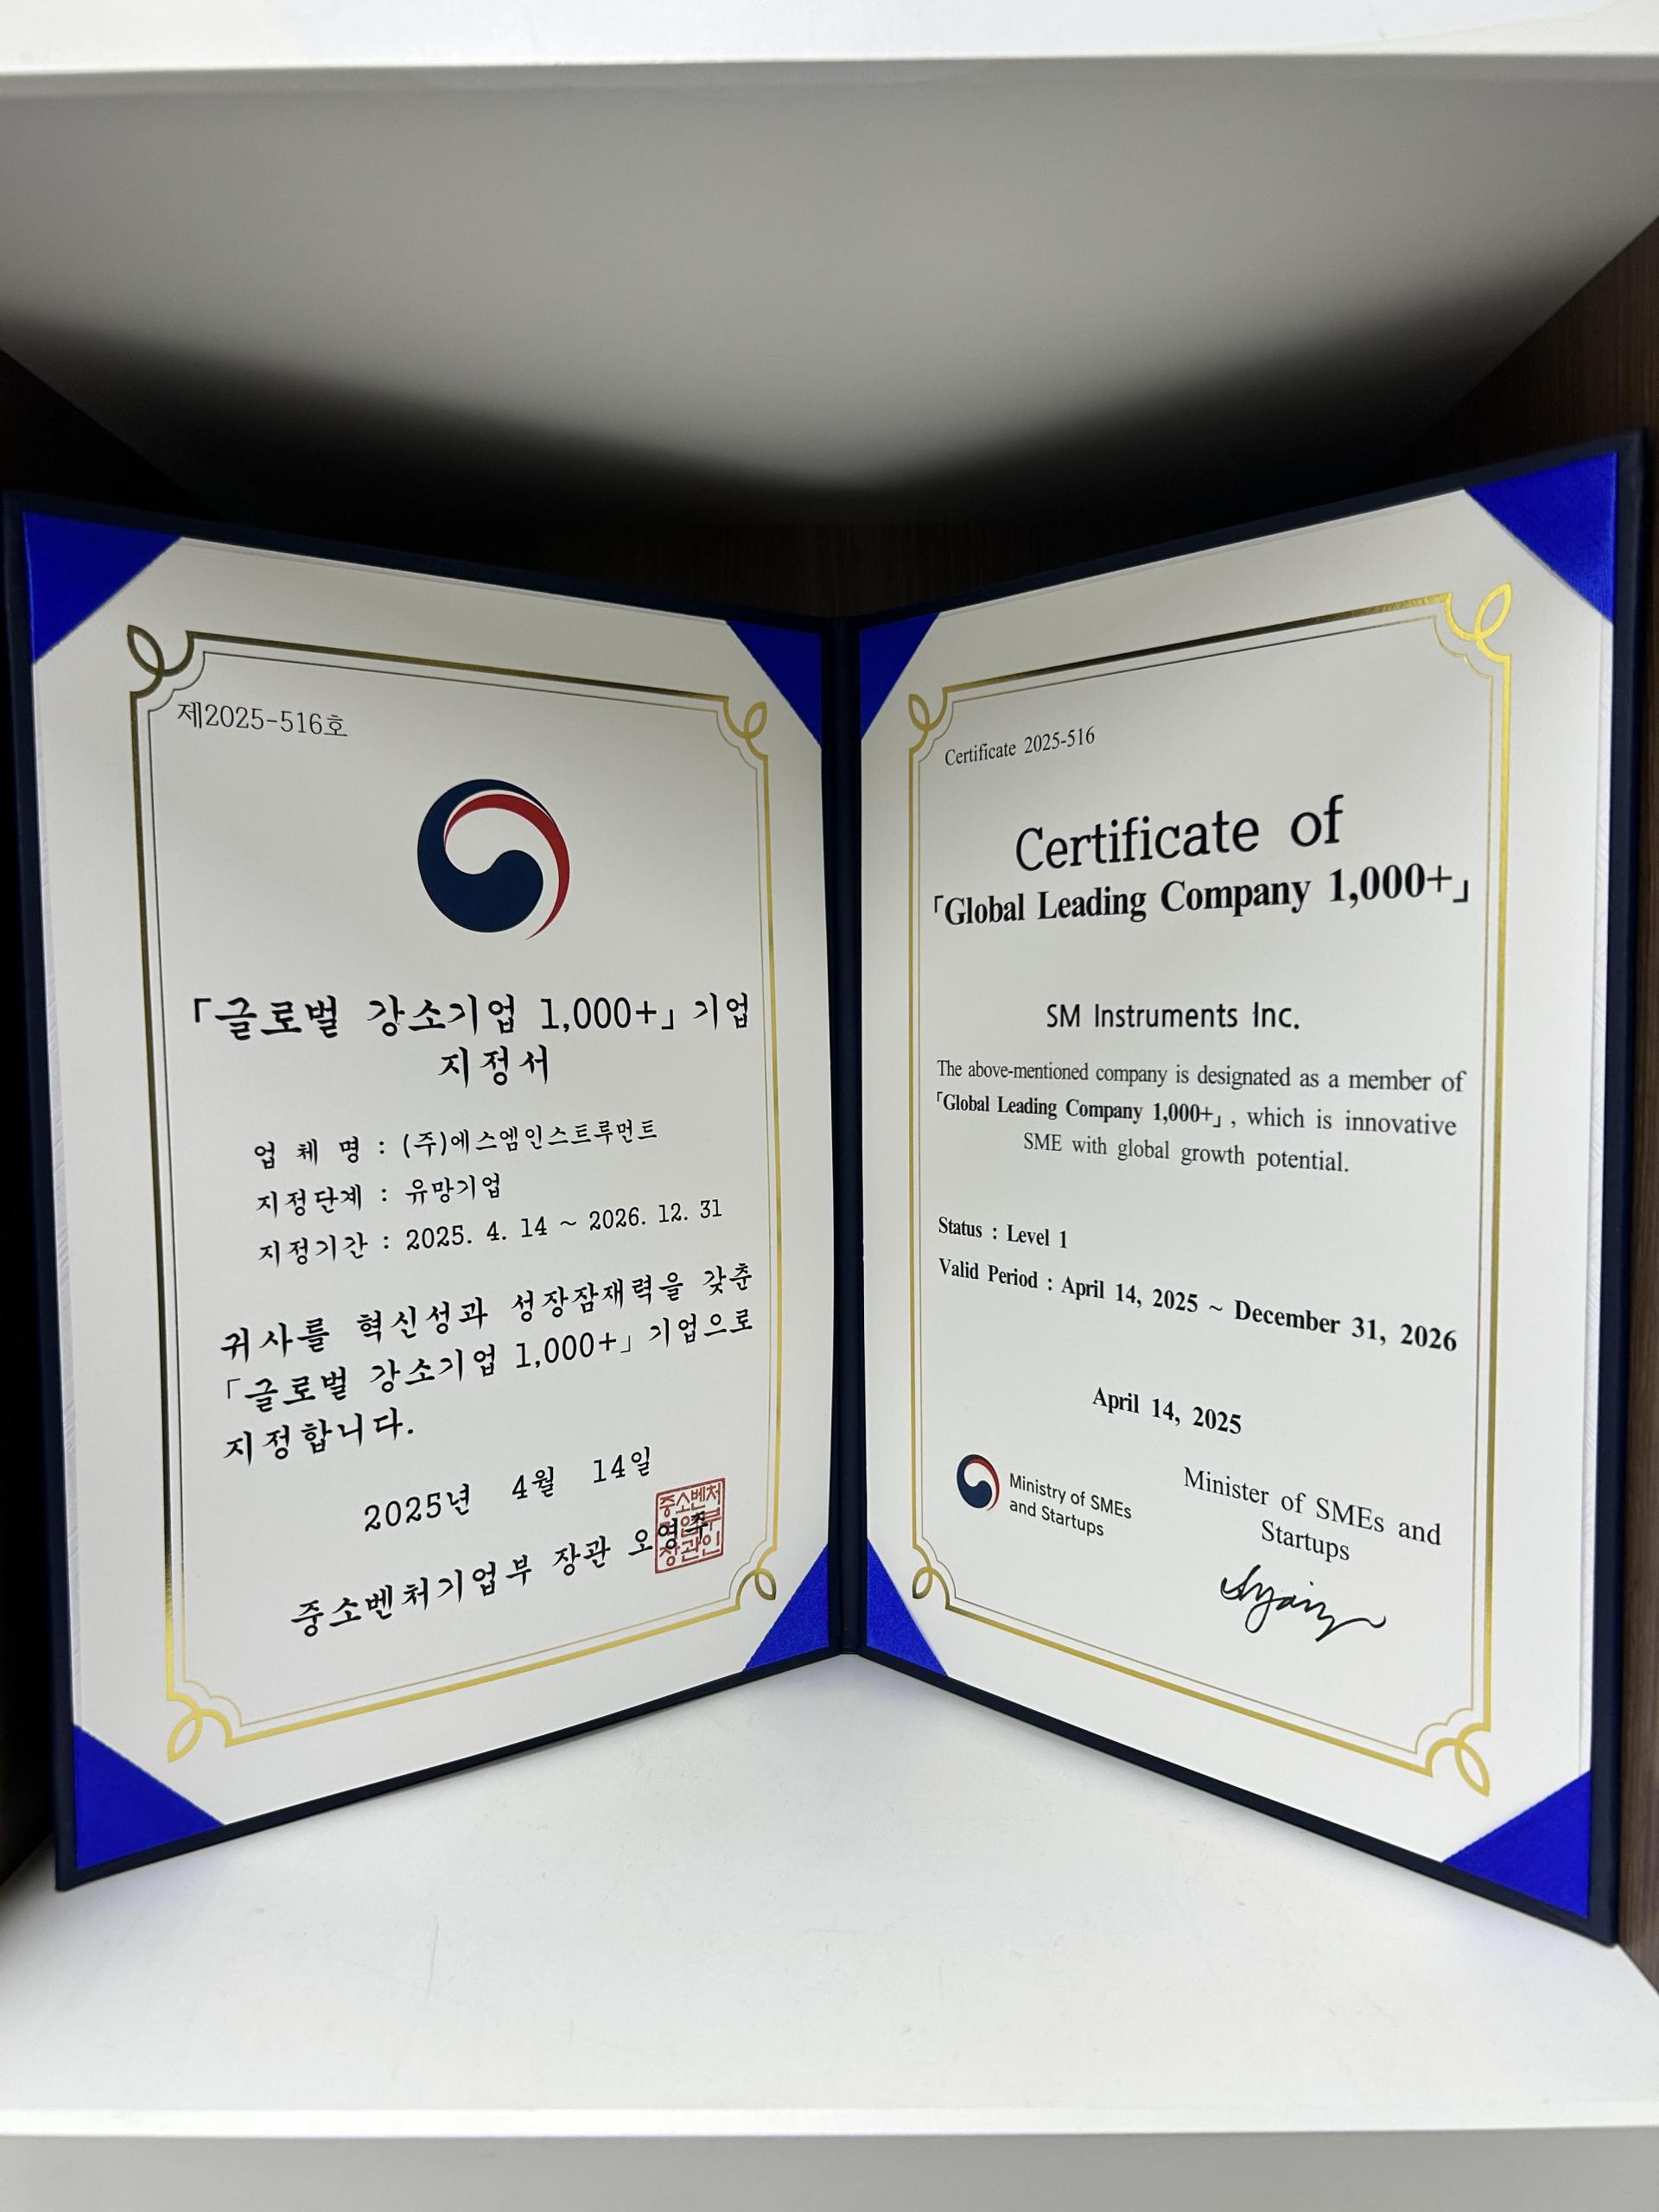 제2025-516호
「글로벌 강소기업 1,000+」 기업
지정서
업 체 명 : (주)에스엠인스트루먼트
지정단계 : 유망기업
지정기간 : 2025. 4. 14 ~ 2026. 12. 31
귀사를 혁신성과 성장잠재력을 갖춘
「글로벌 강소기업 1,000+」 기업으로
지정합니다.
2025년 4월 14일
중소벤처기업부 장관 오영주
중소벤처
기업부
장관인
Certificate 2025-516
Certificate of
「Global Leading Company 1,000+」
SM Instruments Inc.
The above-mentioned company is designated as a member of
「Global Leading Company 1,000+」, which is innovative
SME with global growth potential.
Status : Level 1
Valid Period : April 14, 2025 ~ December 31, 2026
April 14, 2025
Ministry of SMEs
and Startups
Minister of SMEs and
Startups